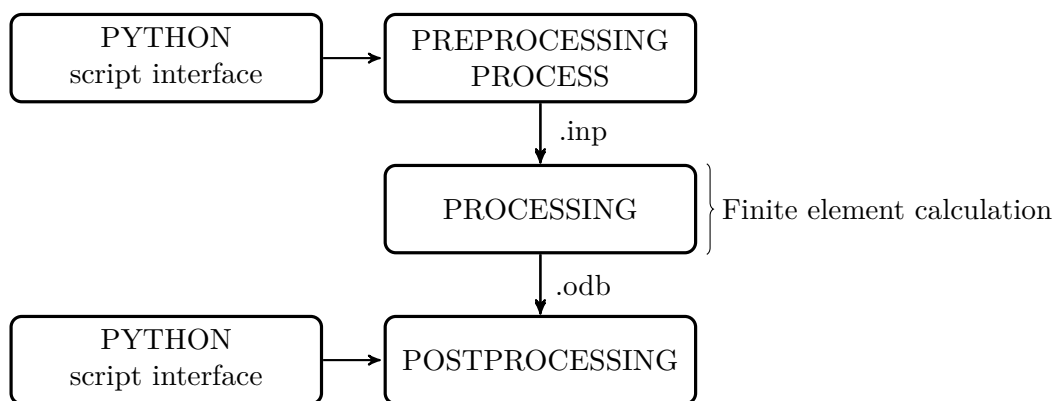 PYTHON
script interface
PREPROCESSING
PROCESS
.inp
PROCESSING
Finite element calculation
.odb
PYTHON
script interface
POSTPROCESSING